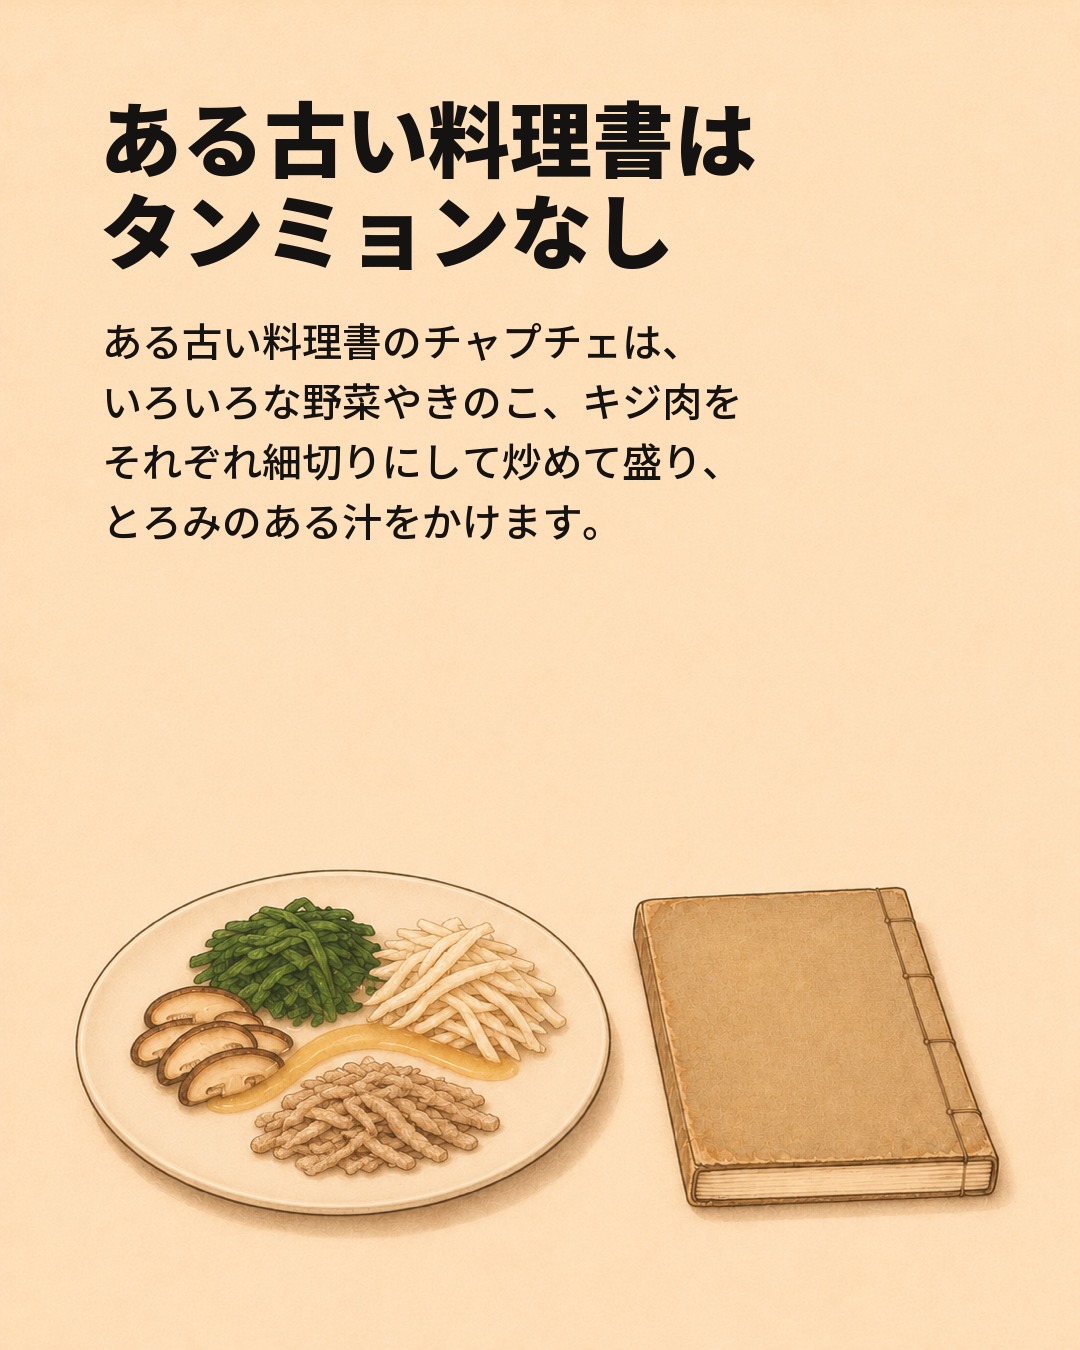 ある古い料理書は
タンミョンなし
ある古い料理書のチャプチェは、
いろいろな野菜やきのこ、キジ肉を
それぞれ細切りにして炒めて盛り、
とろみのある汁をかけます。